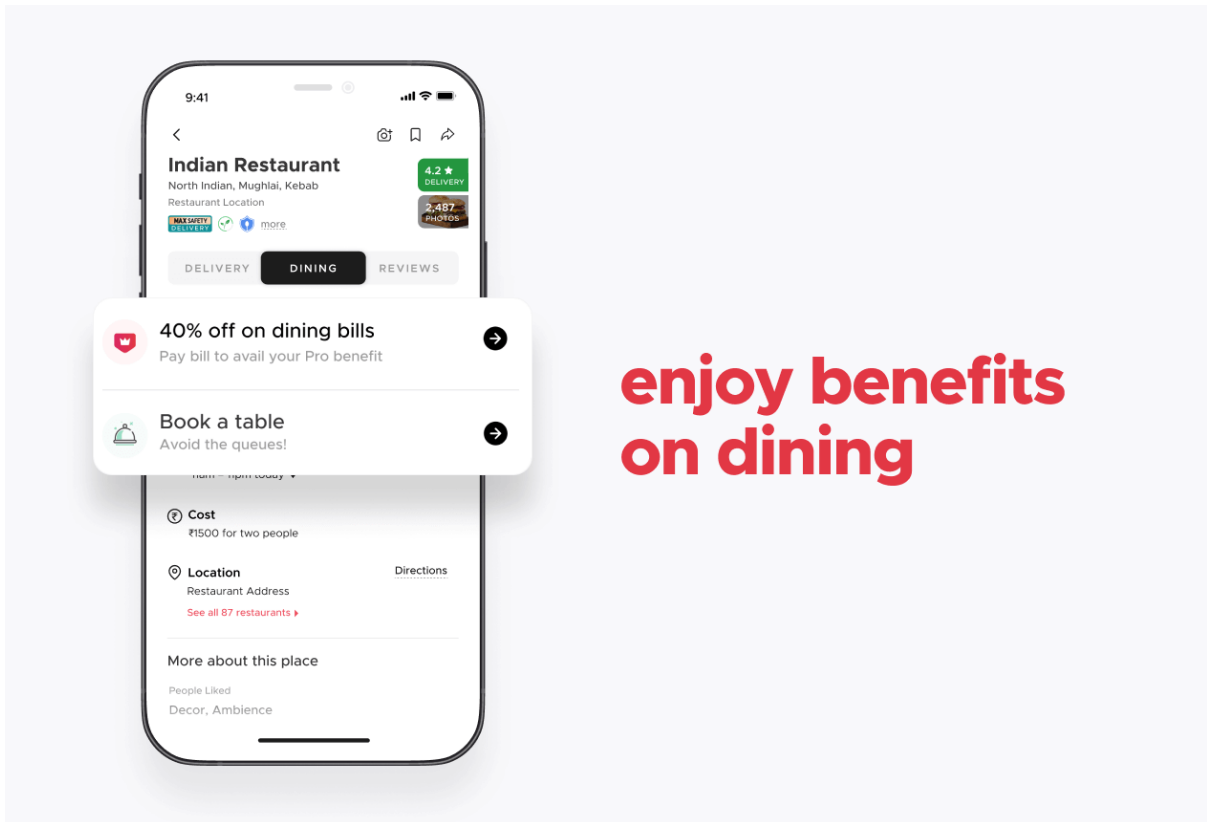 9:41
Indian Restaurant
4.2 ★
DELIVERY
North Indian, Mughlai, Kebab
Restaurant Location
2,487
PHOTOS
MAX SAFETY
DELIVERY
more
DELIVERY DINING REVIEWS
40% off on dining bills
Pay bill to avail your Pro benefit
Book a table
Avoid the queues!
enjoy benefits
on dining
11am – 11pm today
Cost
₹1500 for two people
Location Directions
Restaurant Address
See all 87 restaurants
More about this place
People Liked
Decor, Ambience